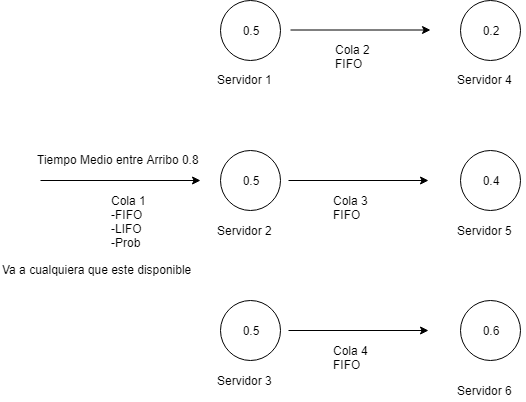 0.5
0.2
Cola 2
FIFO
Servidor 1
Servidor 4
Tiempo Medio entre Arribo 0.8
0.5
0.4
Cola 1
-FIFO
-LIFO
-Prob
Cola 3
FIFO
Servidor 2
Servidor 5
Va a cualquiera que este disponible
0.5
0.6
Cola 4
FIFO
Servidor 3
Servidor 6